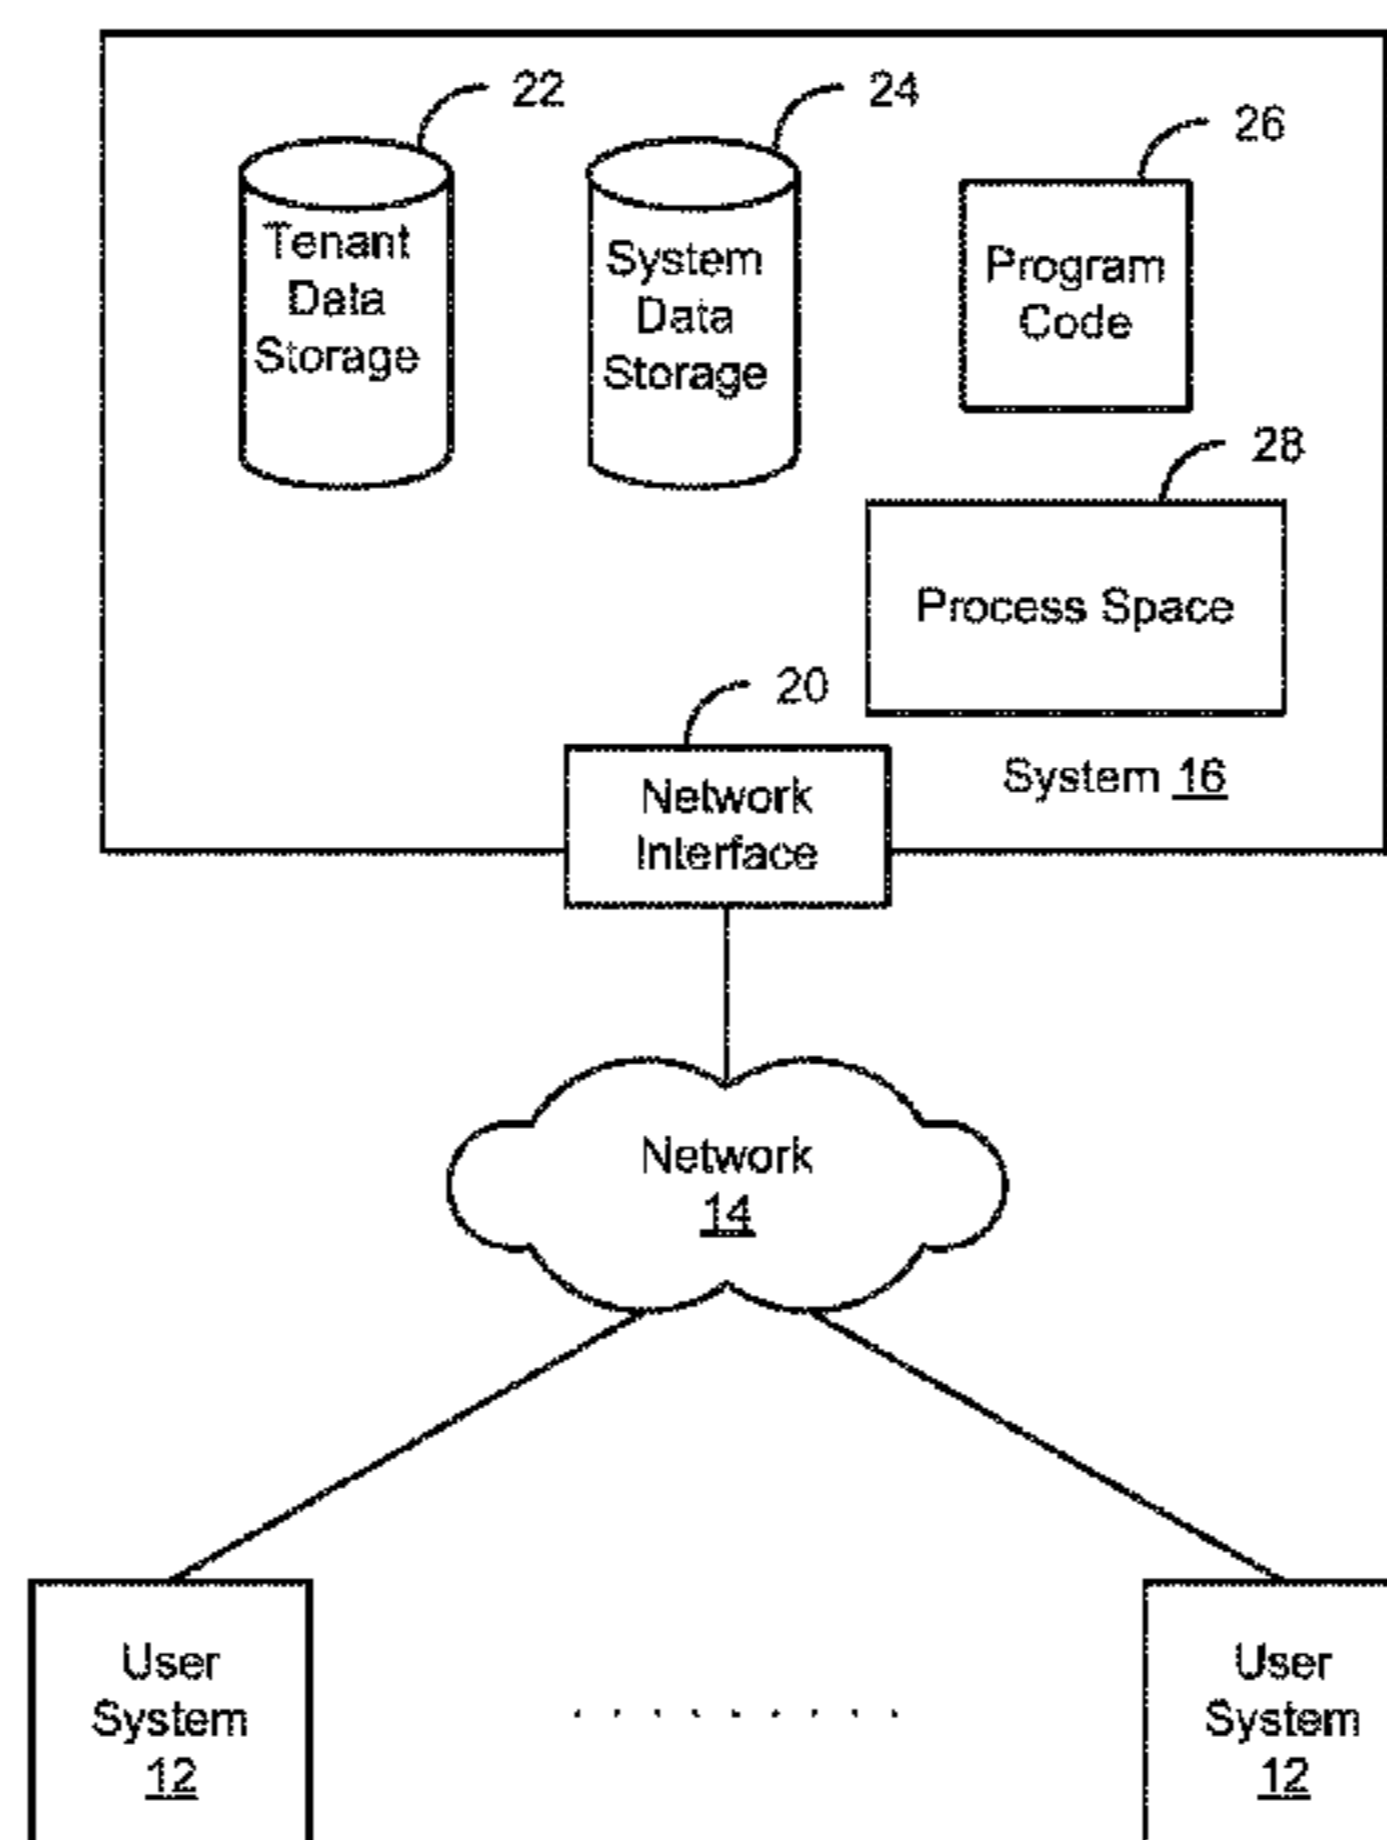 22
Tenant
Data
Storage
24
System
Data
Storage
26
Program
Code
28
Process Space
20
Network
Interface
System 16
Network
14
User
System
12
. . . . . . . . .
User
System
12